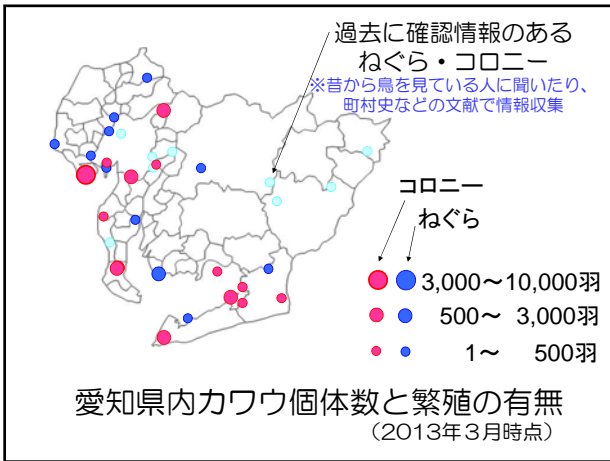 過去に確認情報のある
ねぐら・コロニー
※昔から鳥を見ている人に聞いたり、
町村史などの文献で情報収集
コロニー
ねぐら
3,000～10,000羽
500～ 3,000羽
1～ 500羽
愛知県内カワウ個体数と繁殖の有無
（2013年３月時点）